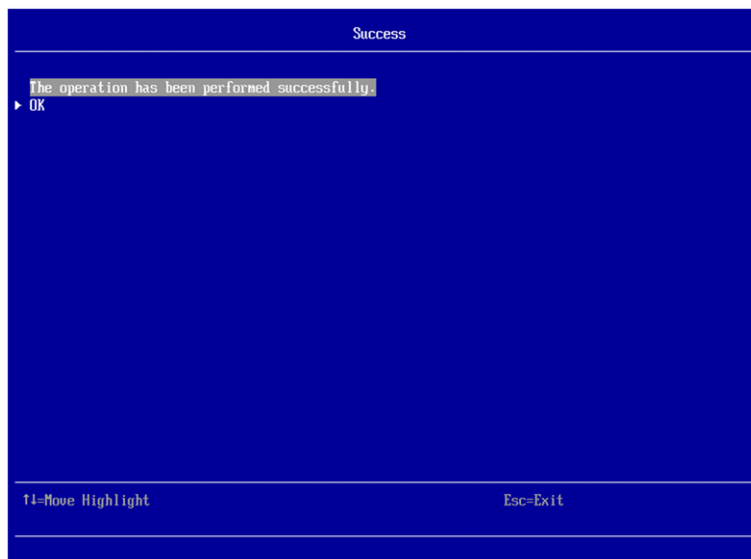 Success
The operation has been performed successfully.
▶ OK
↑↓=Move Highlight Esc=Exit